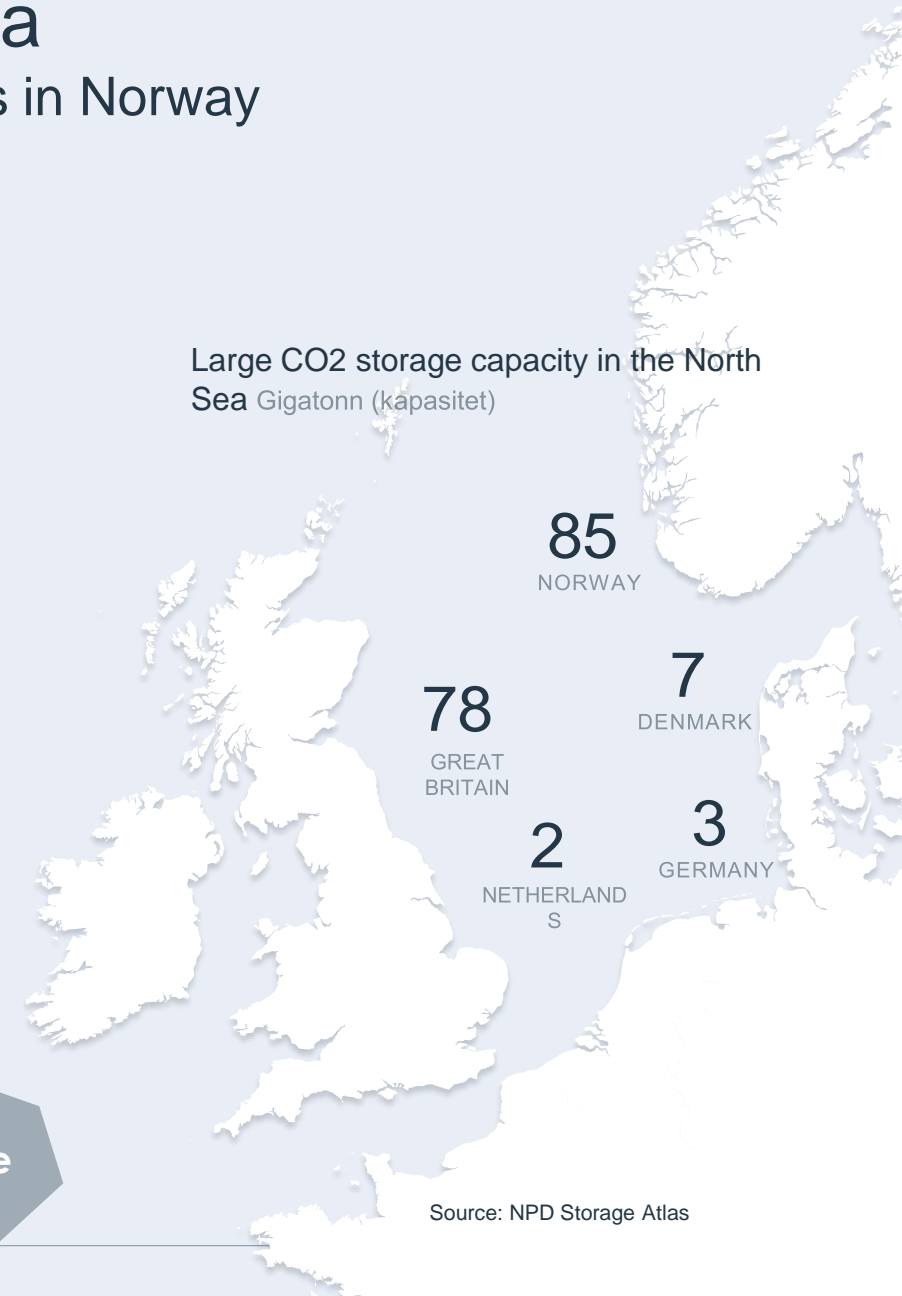 a
s in Norway
Large CO2 storage capacity in the North
Sea Gigatonn (kapasitet)
85
NORWAY
7
DENMARK
78
GREAT
BRITAIN
3
GERMANY
2
NETHERLAND
S
e
Source: NPD Storage Atlas